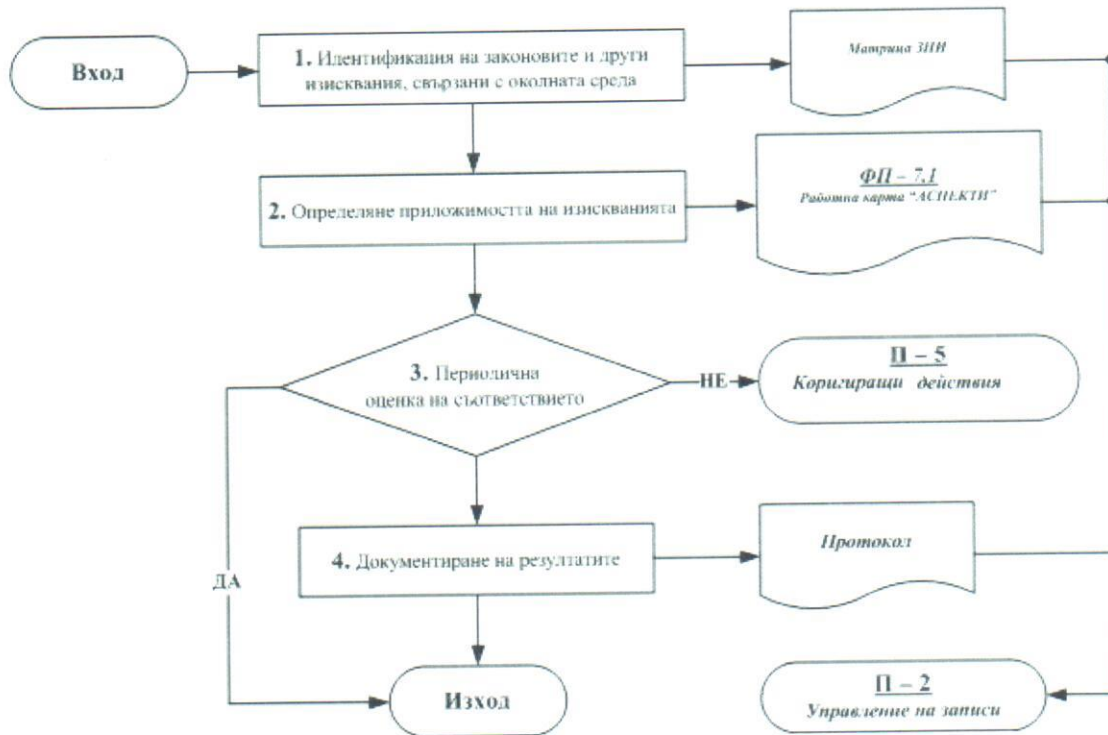 Вход
1. Идентификация на законовите и други
изисквания, свързани с околната среда
Матрица ЗНИ
2. Определяне приложимостта на изискванията
ФП – 7.1
Работна карта “АСПЕКТИ”
3. Периодична
оценка на съответствието
НЕ
П – 5
Коригиращи действия
4. Документиране на резултатите
Протокол
ДА
Изход
П – 2
Управление на записи